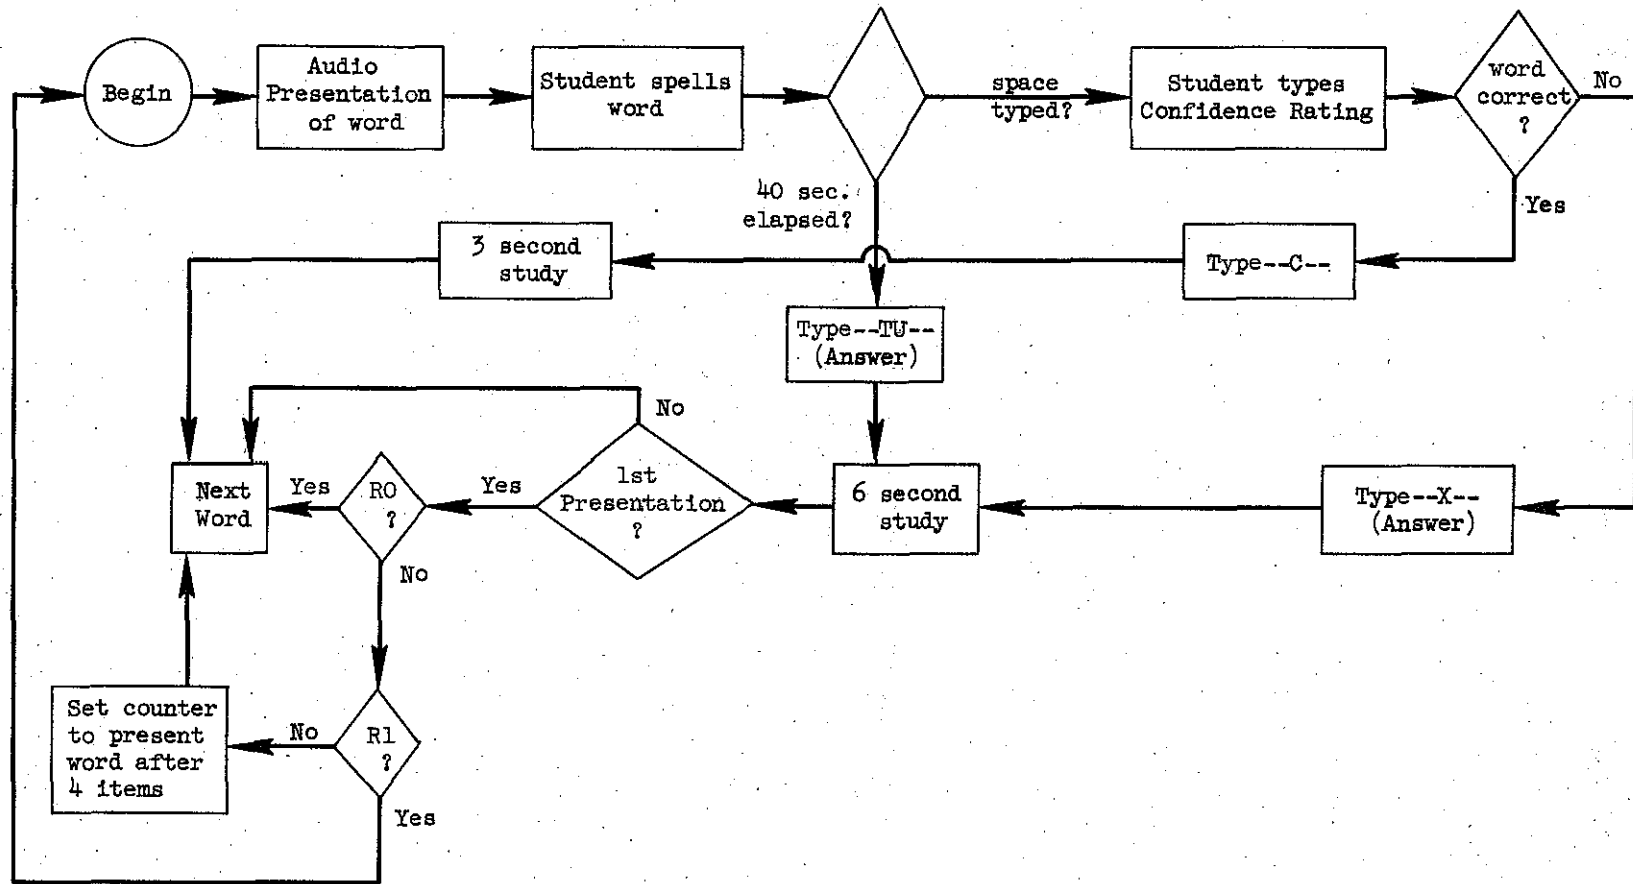 Begin
Audio
Presentation
of word
Student spells
word
space
typed?
Student types
Confidence Rating
word
correct
?
No
Yes
40 sec.
elapsed?
3 second
study
Type--C--
Type--TU--
(Answer)
No
Next
Word
Yes
RO
?
Yes
1st
Presentation
?
6 second
study
Type--X--
(Answer)
No
Set counter
to present
word after
4 items
No
R1
?
Yes